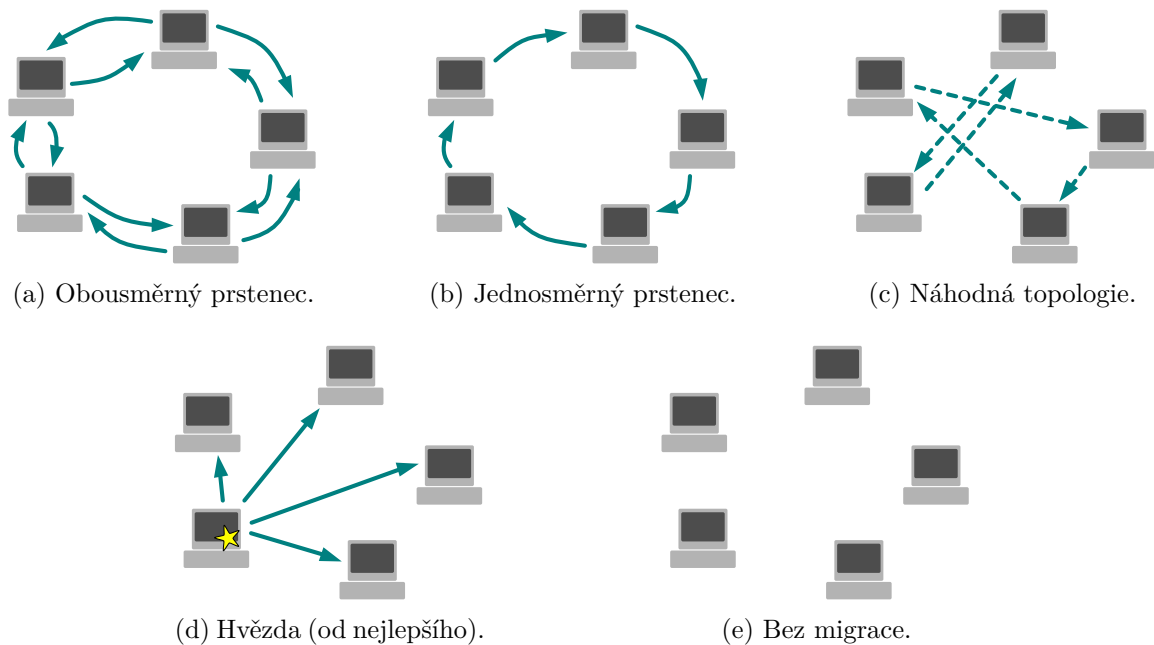 (a) Obousměrný prstenec.
(b) Jednosměrný prstenec.
(c) Náhodná topologie.
(d) Hvězda (od nejlepšího).
(e) Bez migrace.